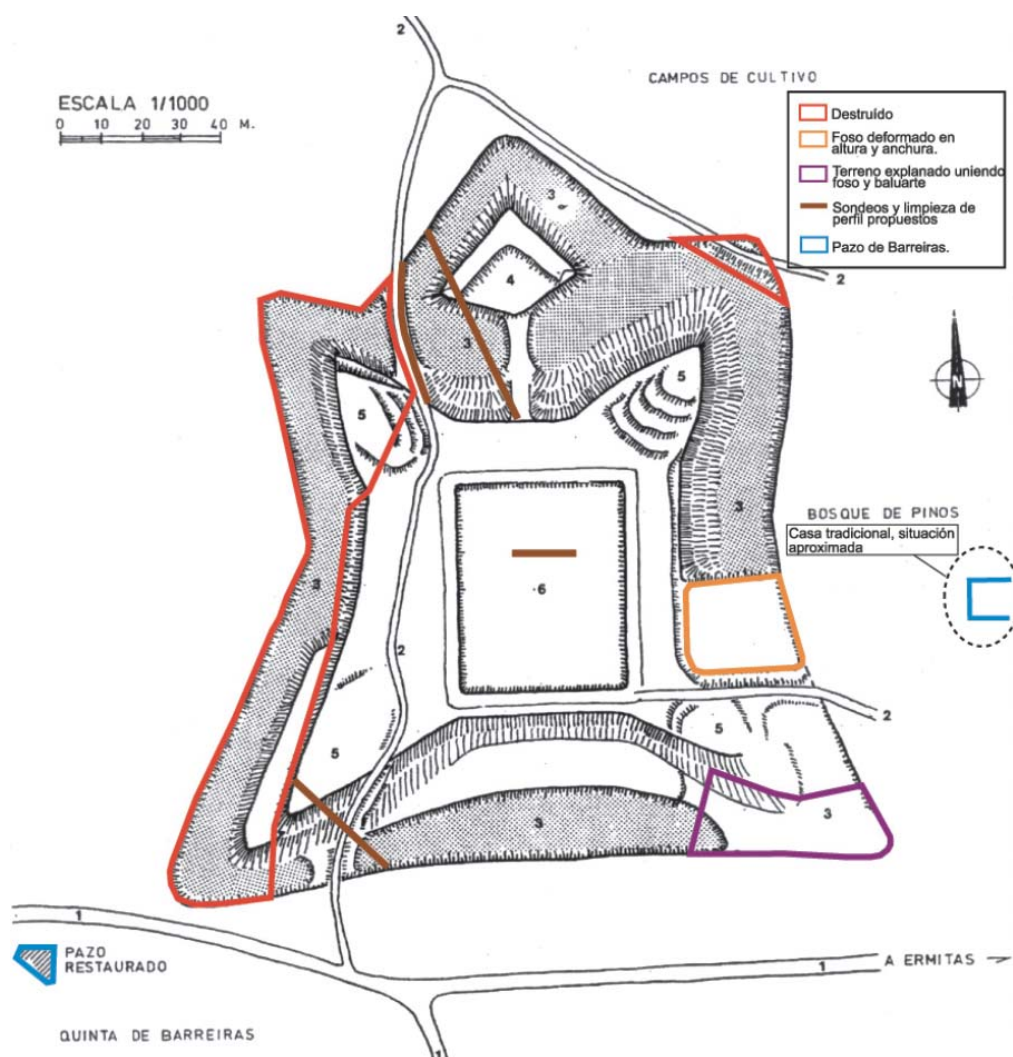 2
CAMPOS DE CULTIVO
ESCALA 1/1000
0 10 20 30 40 M.
Destruído
Foso deformado en
altura y anchura.
Terreno explanado uniendo
foso y baluarte
Sondeos y limpieza de
perfil propuestos
Pazo de Barreiras.
3
2
4
3
N
5
5
3
BOSQUE DE PINOS
Casa tradicional, situación
aproximada
3
6
2
2
5
5
3
3
1
PAZO
RESTAURADO
A ERMITAS
1
QUINTA DE BARREIRAS
1